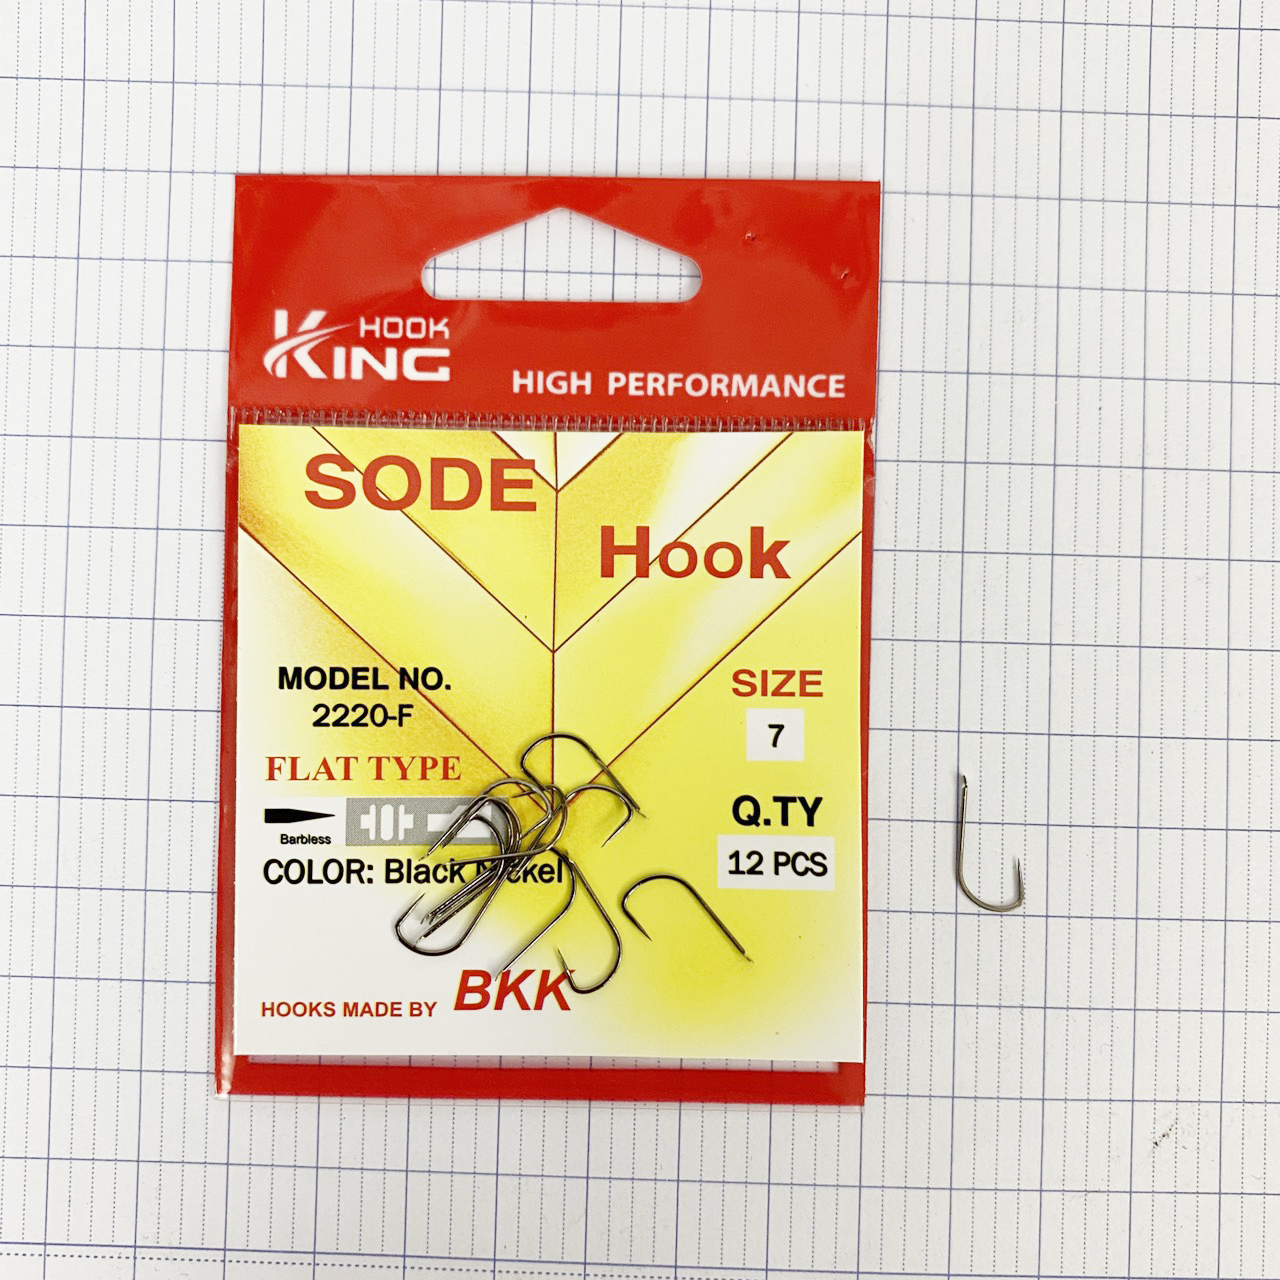 HOOK
KING
HIGH PERFORMANCE
SODE
Hook
MODEL NO.
2220-F
SIZE
7
FLAT TYPE
Barbless
Q.TY
12 PCS
COLOR: Black Nickel
HOOKS MADE BY BKK